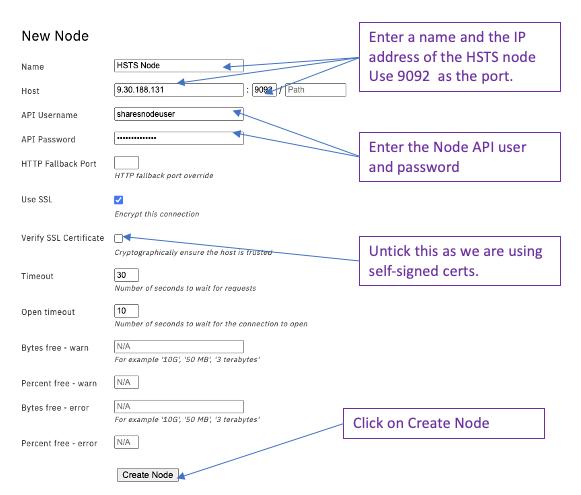 New Node
Enter a name and the IP
address of the HSTS node
Use 9092 as the port.
Name
HSTS Node
Host
9.30.188.131 : 9092 / Path
API Username
sharesnodeuser
API Password
••••••••••••••
Enter the Node API user
and password
HTTP Fallback Port
HTTP fallback port override
Use SSL
Encrypt this connection
Verify SSL Certificate
Cryptographically ensure the host is trusted
Untick this as we are using
self-signed certs.
Timeout
30
Number of seconds to wait for requests
Open timeout
10
Number of seconds to wait for the connection to open
Bytes free - warn
N/A
For example '10G', '50 MB', '3 terabytes'
Percent free - warn
N/A
Bytes free - error
N/A
For example '10G', '50 MB', '3 terabytes'
Percent free - error
N/A
Click on Create Node
Create Node